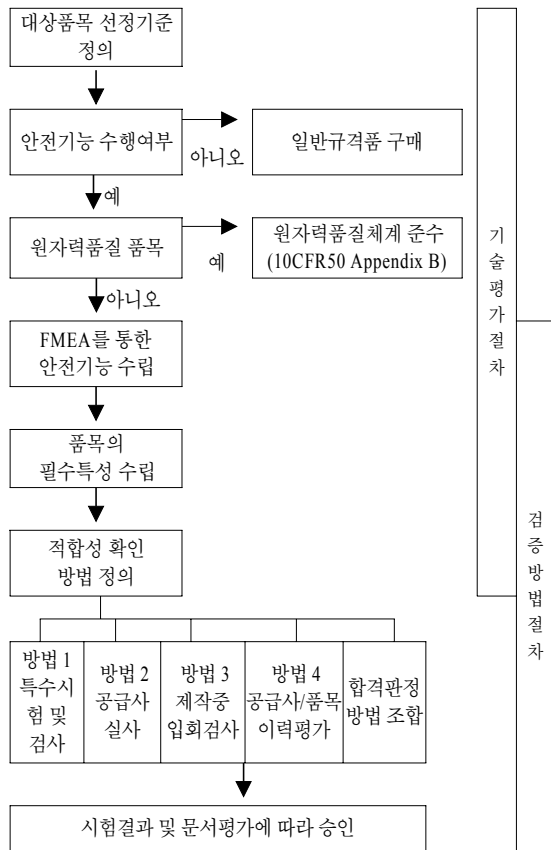 대상품목 선정기준
정의
안전기능 수행여부
아니오
일반규격품 구매
예
원자력품질 품목
예
원자력품질체계 준수
(10CFR50 Appendix B)
아니오
FMEA를 통한
안전기능 수립
품목의
필수특성 수립
적합성 확인
방법 정의
방법 1
특수시
험 및
검사
방법 2
공급사
실사
방법 3
제작중
입회검사
방법 4
공급사/품목
이력평가
합격판정
방법 조합
시험결과 및 문서평가에 따라 승인
기
술
평
가
절
차
검
증
방
법
절
차